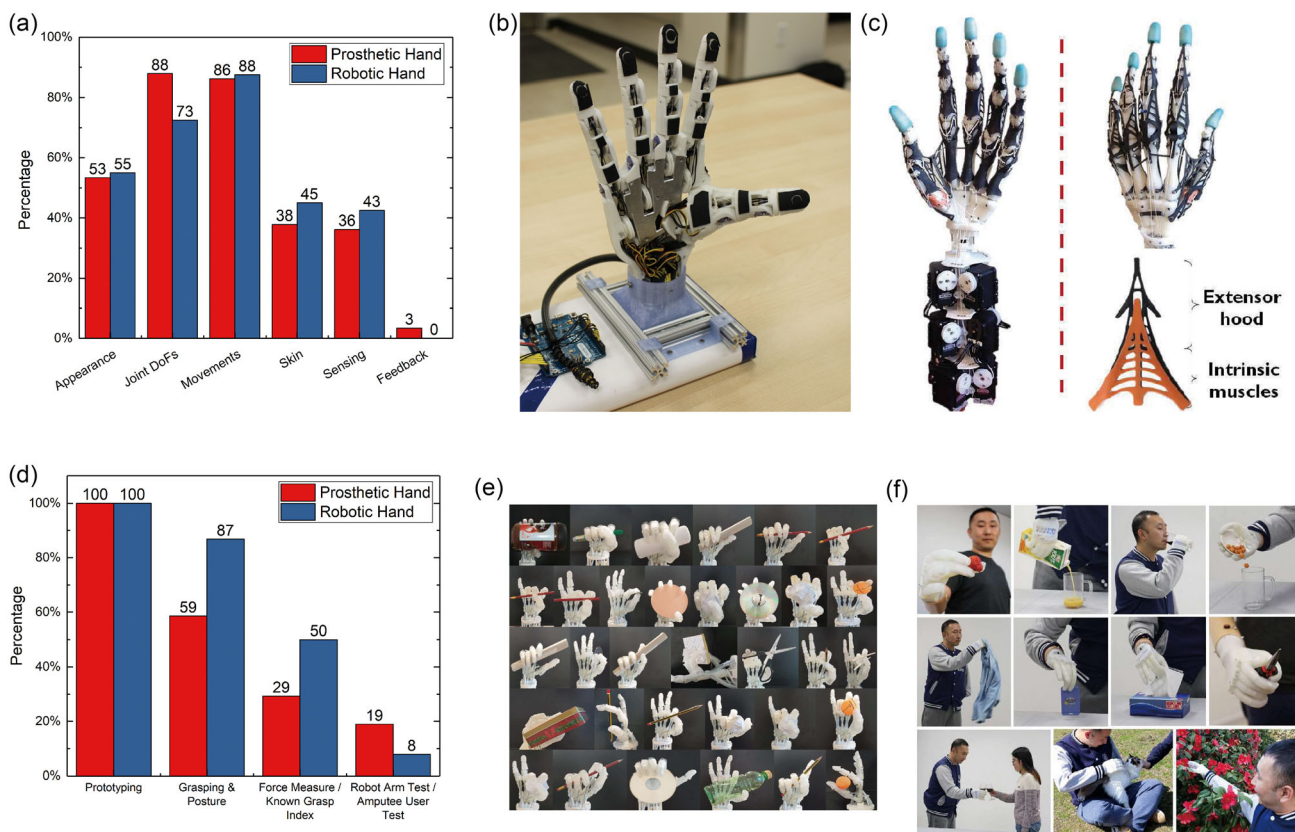 (a)
100%
80%
60%
40%
20%
0%
Percentage
Prosthetic Hand
Robotic Hand
53
55
88
73
86
88
38
45
36
43
3
0
Appearance
Joint DoFs
Movements
Skin
Sensing
Feedback
(b)
(c)
Extensor
hood
Intrinsic
muscles
(d)
100%
80%
60%
40%
20%
0%
Percentage
Prosthetic Hand
Robotic Hand
100
100
59
87
29
50
19
8
Prototyping
Grasping &
Posture
Force Measure /
Known Grasp
Index
Robot Arm Test /
Amputee User
Test
(e)
(f)